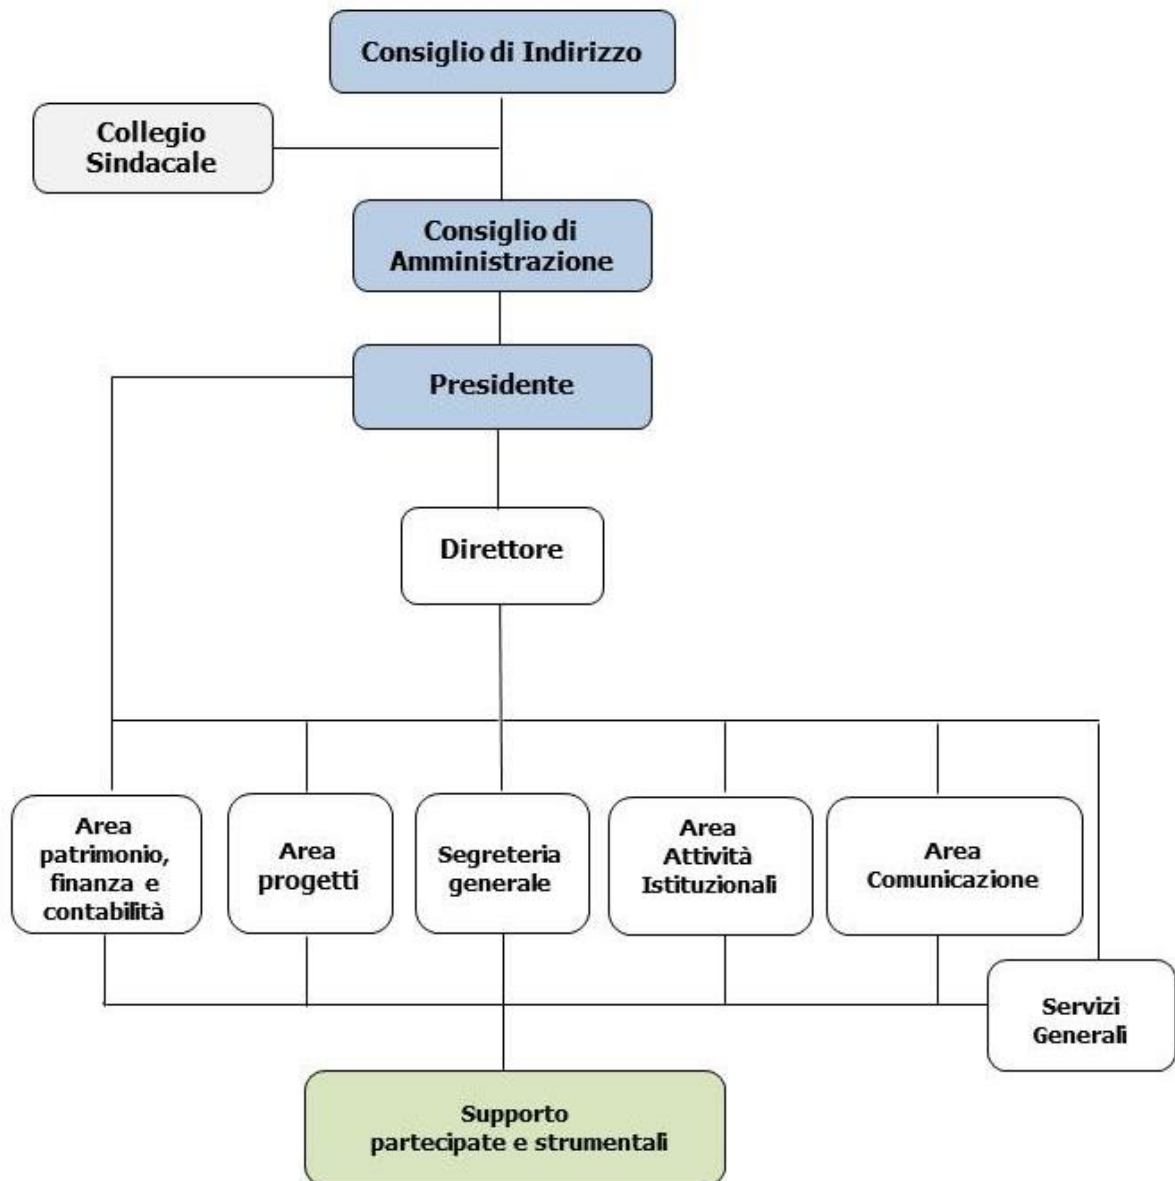 Consiglio di Indirizzo
Collegio
Sindacale
Consiglio di
Amministrazione
Presidente
Direttore
Area
patrimonio,
finanza e
contabilità
Area
progetti
Segreteria
generale
Area
Attività
Istituzionali
Area
Comunicazione
Servizi
Generali
Supporto
partecipate e strumentali